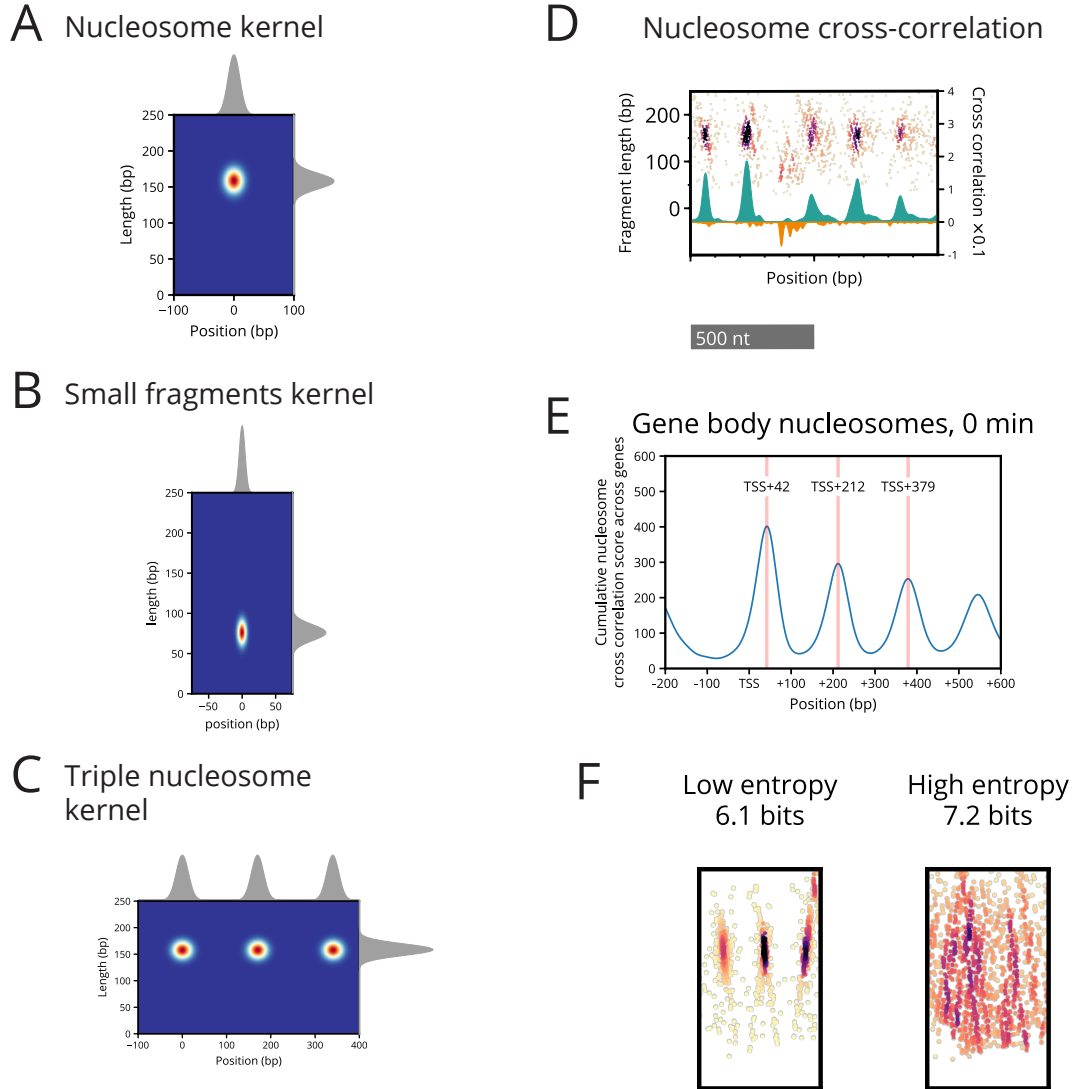 A
Nucleosome kernel
250
200
150
100
50
0
Length (bp)
−100
0
100
Position (bp)
B
Small fragments kernel
250
200
150
100
50
0
length (bp)
−50
0
50
position (bp)
C
Triple nucleosome
kernel
250
200
150
100
50
0
Length (bp)
−100
0
100
200
300
400
Position (bp)
D
Nucleosome cross-correlation
200
100
0
Fragment length (bp)
4
3
2
1
0
-1
Cross correlation ×0.1
Position (bp)
500 nt
E
Gene body nucleosomes, 0 min
600
500
400
300
200
100
0
Cumulative nucleosome
cross correlation score across genes
TSS+42
TSS+212
TSS+379
-200
-100
TSS
+100
+200
+300
+400
+500
+600
Position (bp)
F
Low entropy
6.1 bits
High entropy
7.2 bits